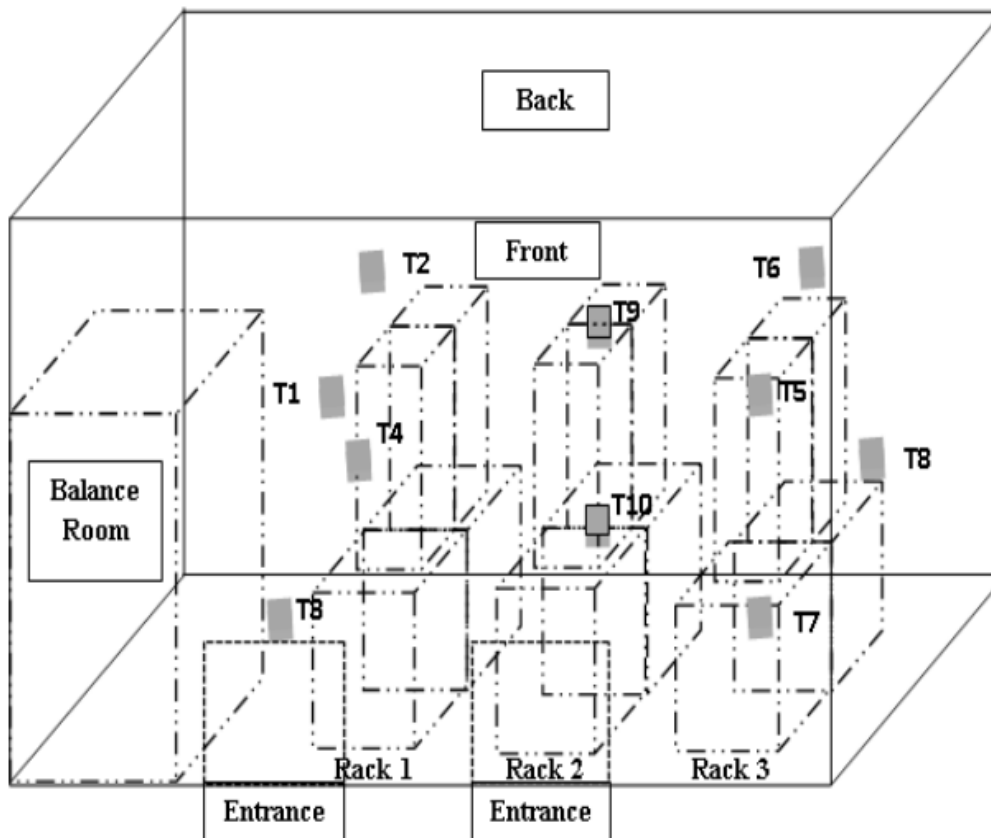 Back
Front
T2
T6
T9
T1
T5
T4
T8
Balance
Room
T10
T3
T7
Rack 1
Rack 2
Rack 3
Entrance
Entrance